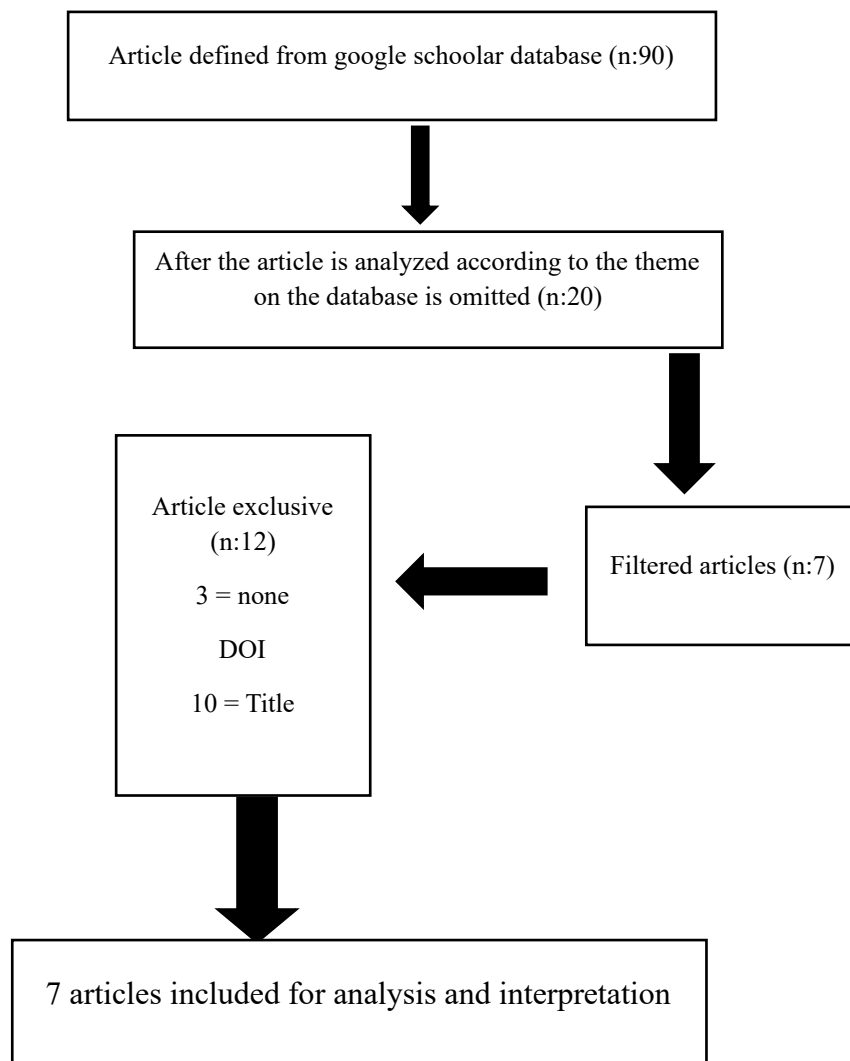 Article defined from google schoolar database (n:90)
After the article is analyzed according to the theme
on the database is omitted (n:20)
Filtered articles (n:7)
Article exclusive
(n:12)
3 = none
DOI
10 = Title
7 articles included for analysis and interpretation